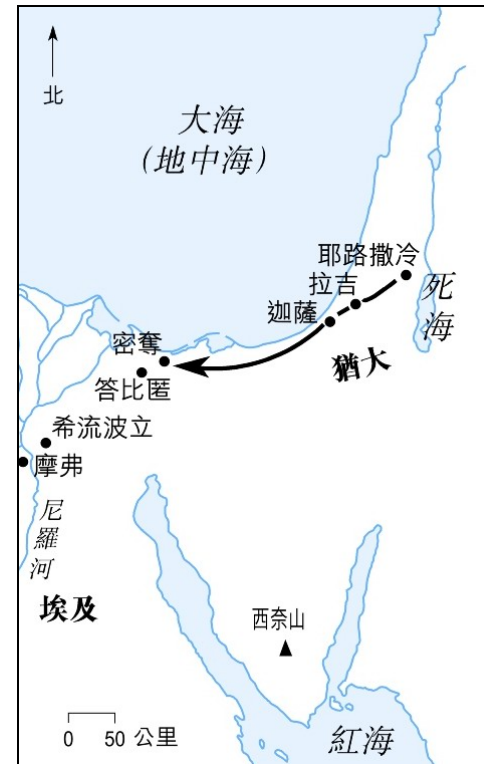 北
大海
(地中海)
耶路撒冷
拉吉
死海
迦薩
密奪
猶大
答比匿
希流波立
摩弗
尼羅河
埃及
西奈山
0 50 公里
紅海